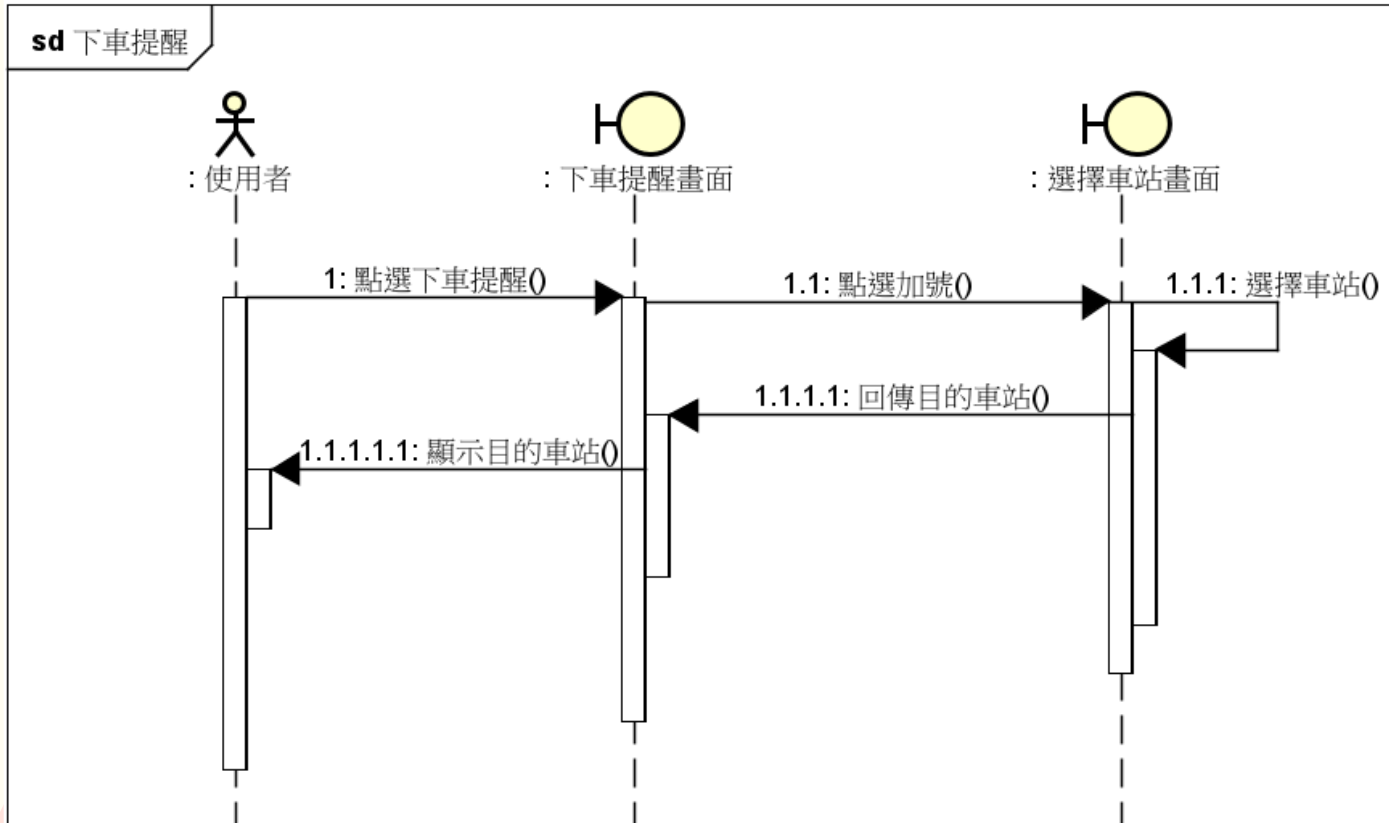 sd 下車提醒
: 使用者
: 下車提醒畫面
: 選擇車站畫面
1: 點選下車提醒()
1.1: 點選加號()
1.1.1: 選擇車站()
1.1.1.1: 回傳目的車站()
1.1.1.1.1: 顯示目的車站()